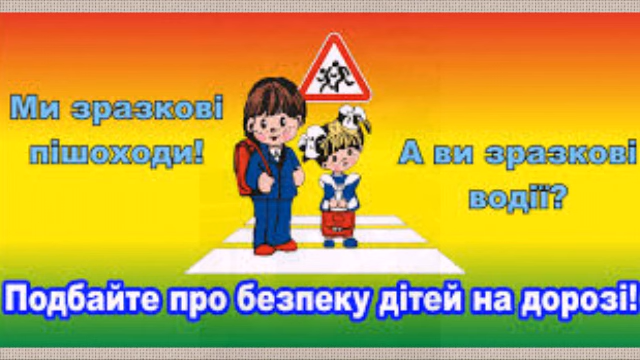 Ми зразкові
пішоходи!
А ви зразкові
водії?
Подбайте про безпеку дітей на дорозі!